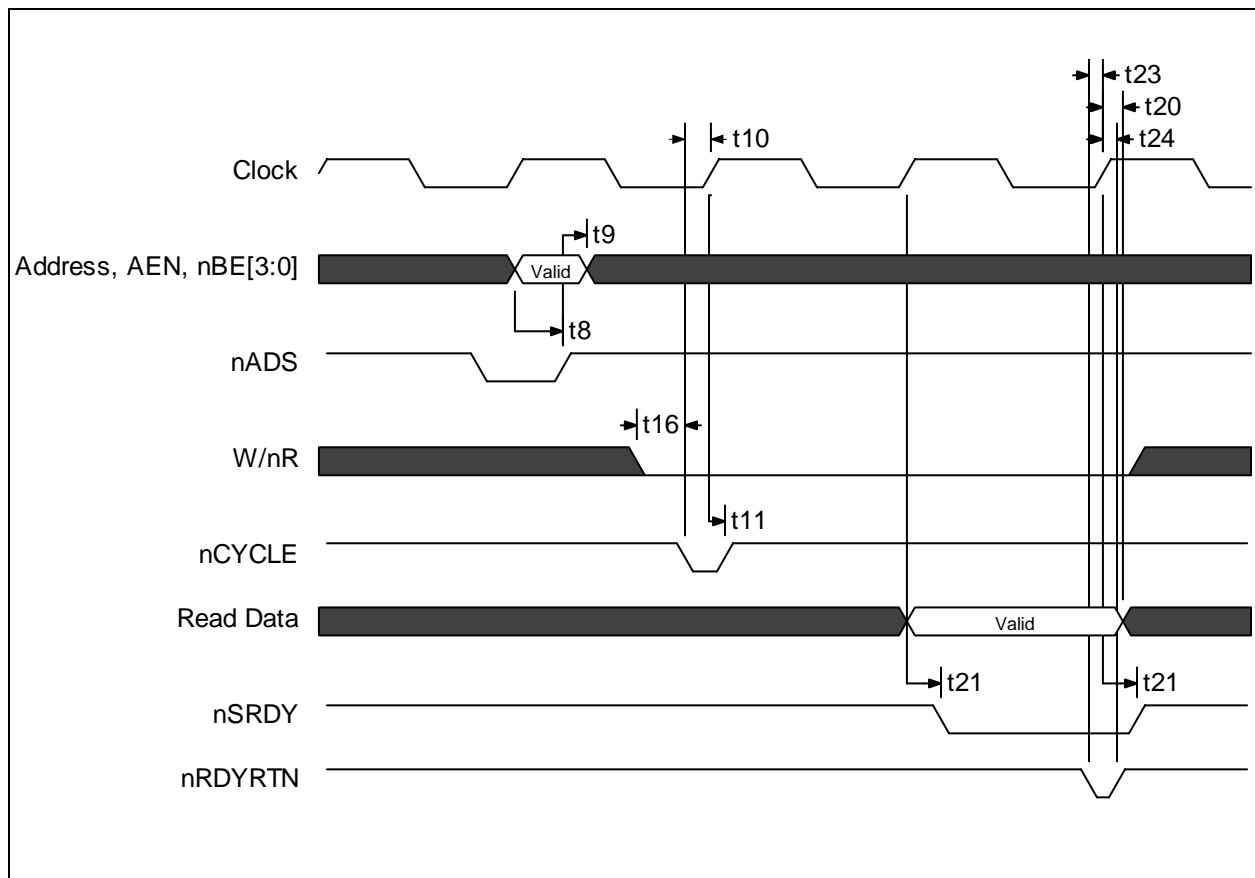 t23
t20
t10
t24
Clock
t9
Address, AEN, nBE[3:0]
Valid
t8
nADS
t16
W/nR
t11
nCYCLE
Read Data
Valid
t21
t21
nSRDY
nRDYRTN